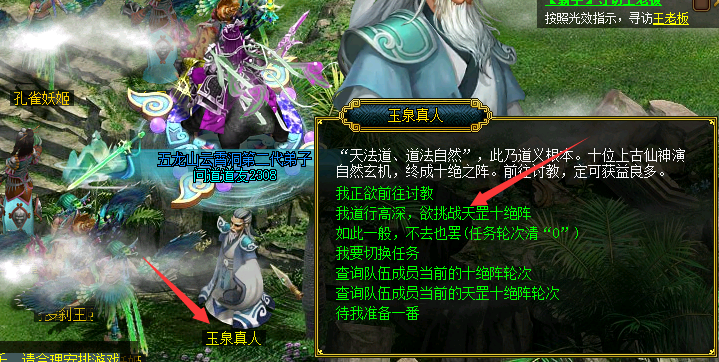 【勤学】寻访王老板
按照光效指示，寻访王老板
孔雀妖姬
玉泉真人
五龙山云霄洞第二代弟子
问道道友2308
“天法道、道法自然”，此乃道义根本。十位上古仙神演
自然玄机，终成十绝之阵。前往讨教，定可获益良多。
我正欲前往讨教
我道行高深，欲挑战天罡十绝阵
如此一般，不去也罢(任务轮次清“0”)
我要切换任务
查询队伍成员当前的十绝阵轮次
查询队伍成员当前的天罡十绝阵轮次
待我准备一番
多刹王
玉泉真人
请合理安排游戏